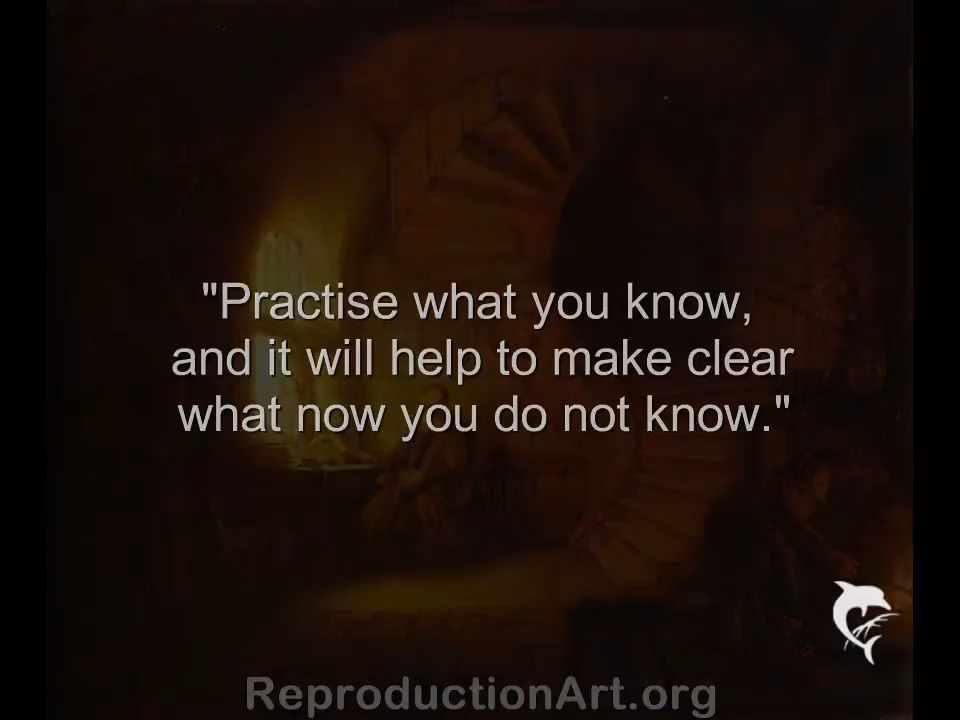 "Practise what you know,
and it will help to make clear
what now you do not know."
ReproductionArt.org